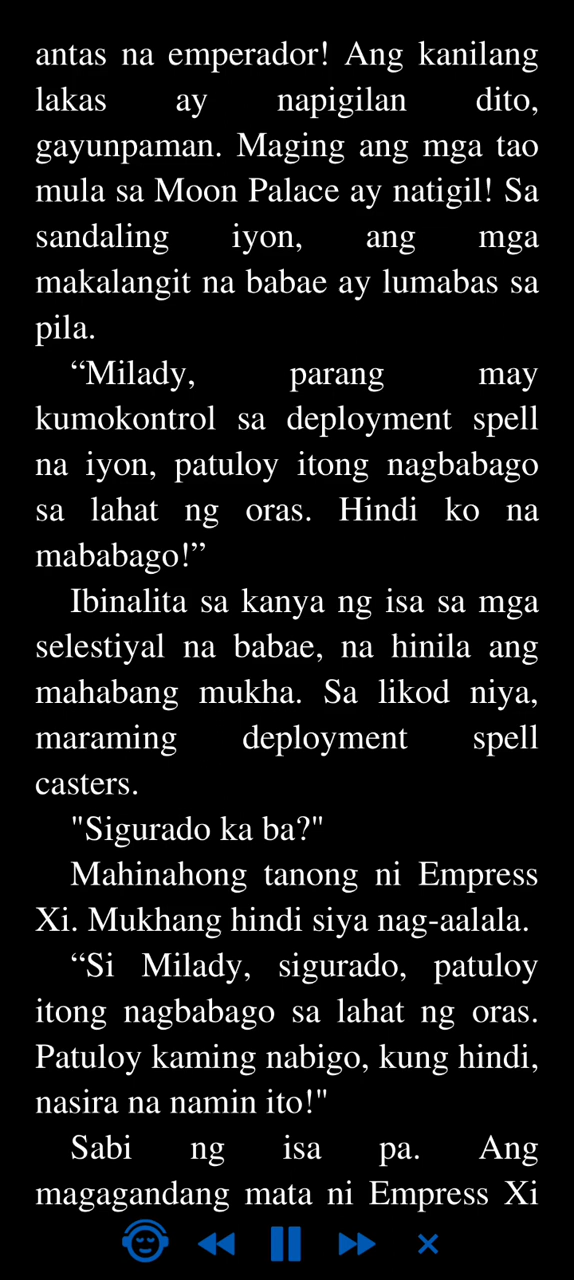 antas na emperador! Ang kanilang
lakas ay napigilan dito,
gayunpaman. Maging ang mga tao
mula sa Moon Palace ay natigil! Sa
sandaling iyon, ang mga
makalangit na babae ay lumabas sa
pila.
“Milady, parang may
kumokontrol sa deployment spell
na iyon, patuloy itong nagbabago
sa lahat ng oras. Hindi ko na
mababago!”
Ibinalita sa kanya ng isa sa mga
selestiyal na babae, na hinila ang
mahabang mukha. Sa likod niya,
maraming deployment spell
casters.
"Sigurado ka ba?"
Mahinahong tanong ni Empress
Xi. Mukhang hindi siya nag-aalala.
“Si Milady, sigurado, patuloy
itong nagbabago sa lahat ng oras.
Patuloy kaming nabigo, kung hindi,
nasira na namin ito!"
Sabi ng isa pa. Ang
magagandang mata ni Empress Xi